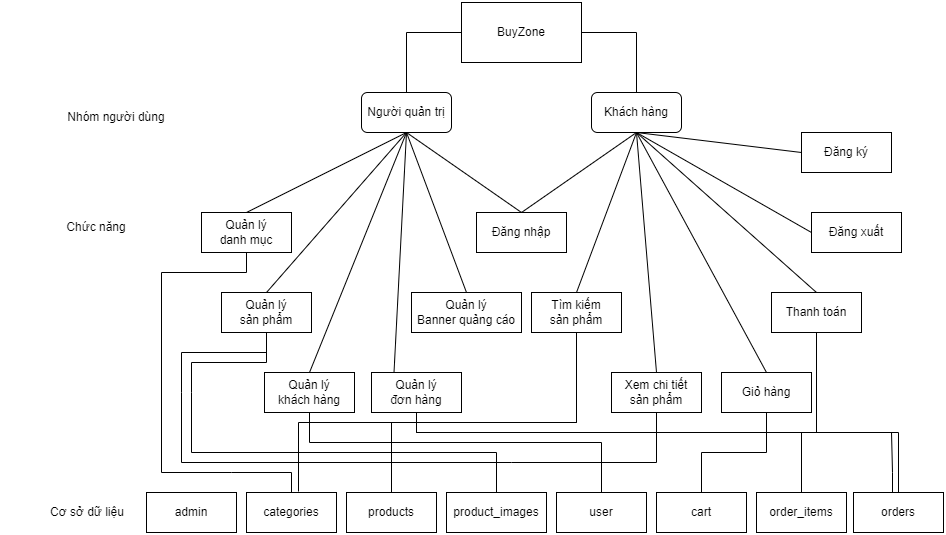 BuyZone
Nhóm người dùng
Người quản trị
Khách hàng
Đăng ký
Chức năng
Quản lý
danh mục
Đăng nhập
Đăng xuất
Quản lý
sản phẩm
Quản lý
Banner quảng cáo
Tìm kiếm
sản phẩm
Thanh toán
Quản lý
khách hàng
Quản lý
đơn hàng
Xem chi tiết
sản phẩm
Giỏ hàng
Cơ sở dữ liệu
admin
categories
products
product_images
user
cart
order_items
orders